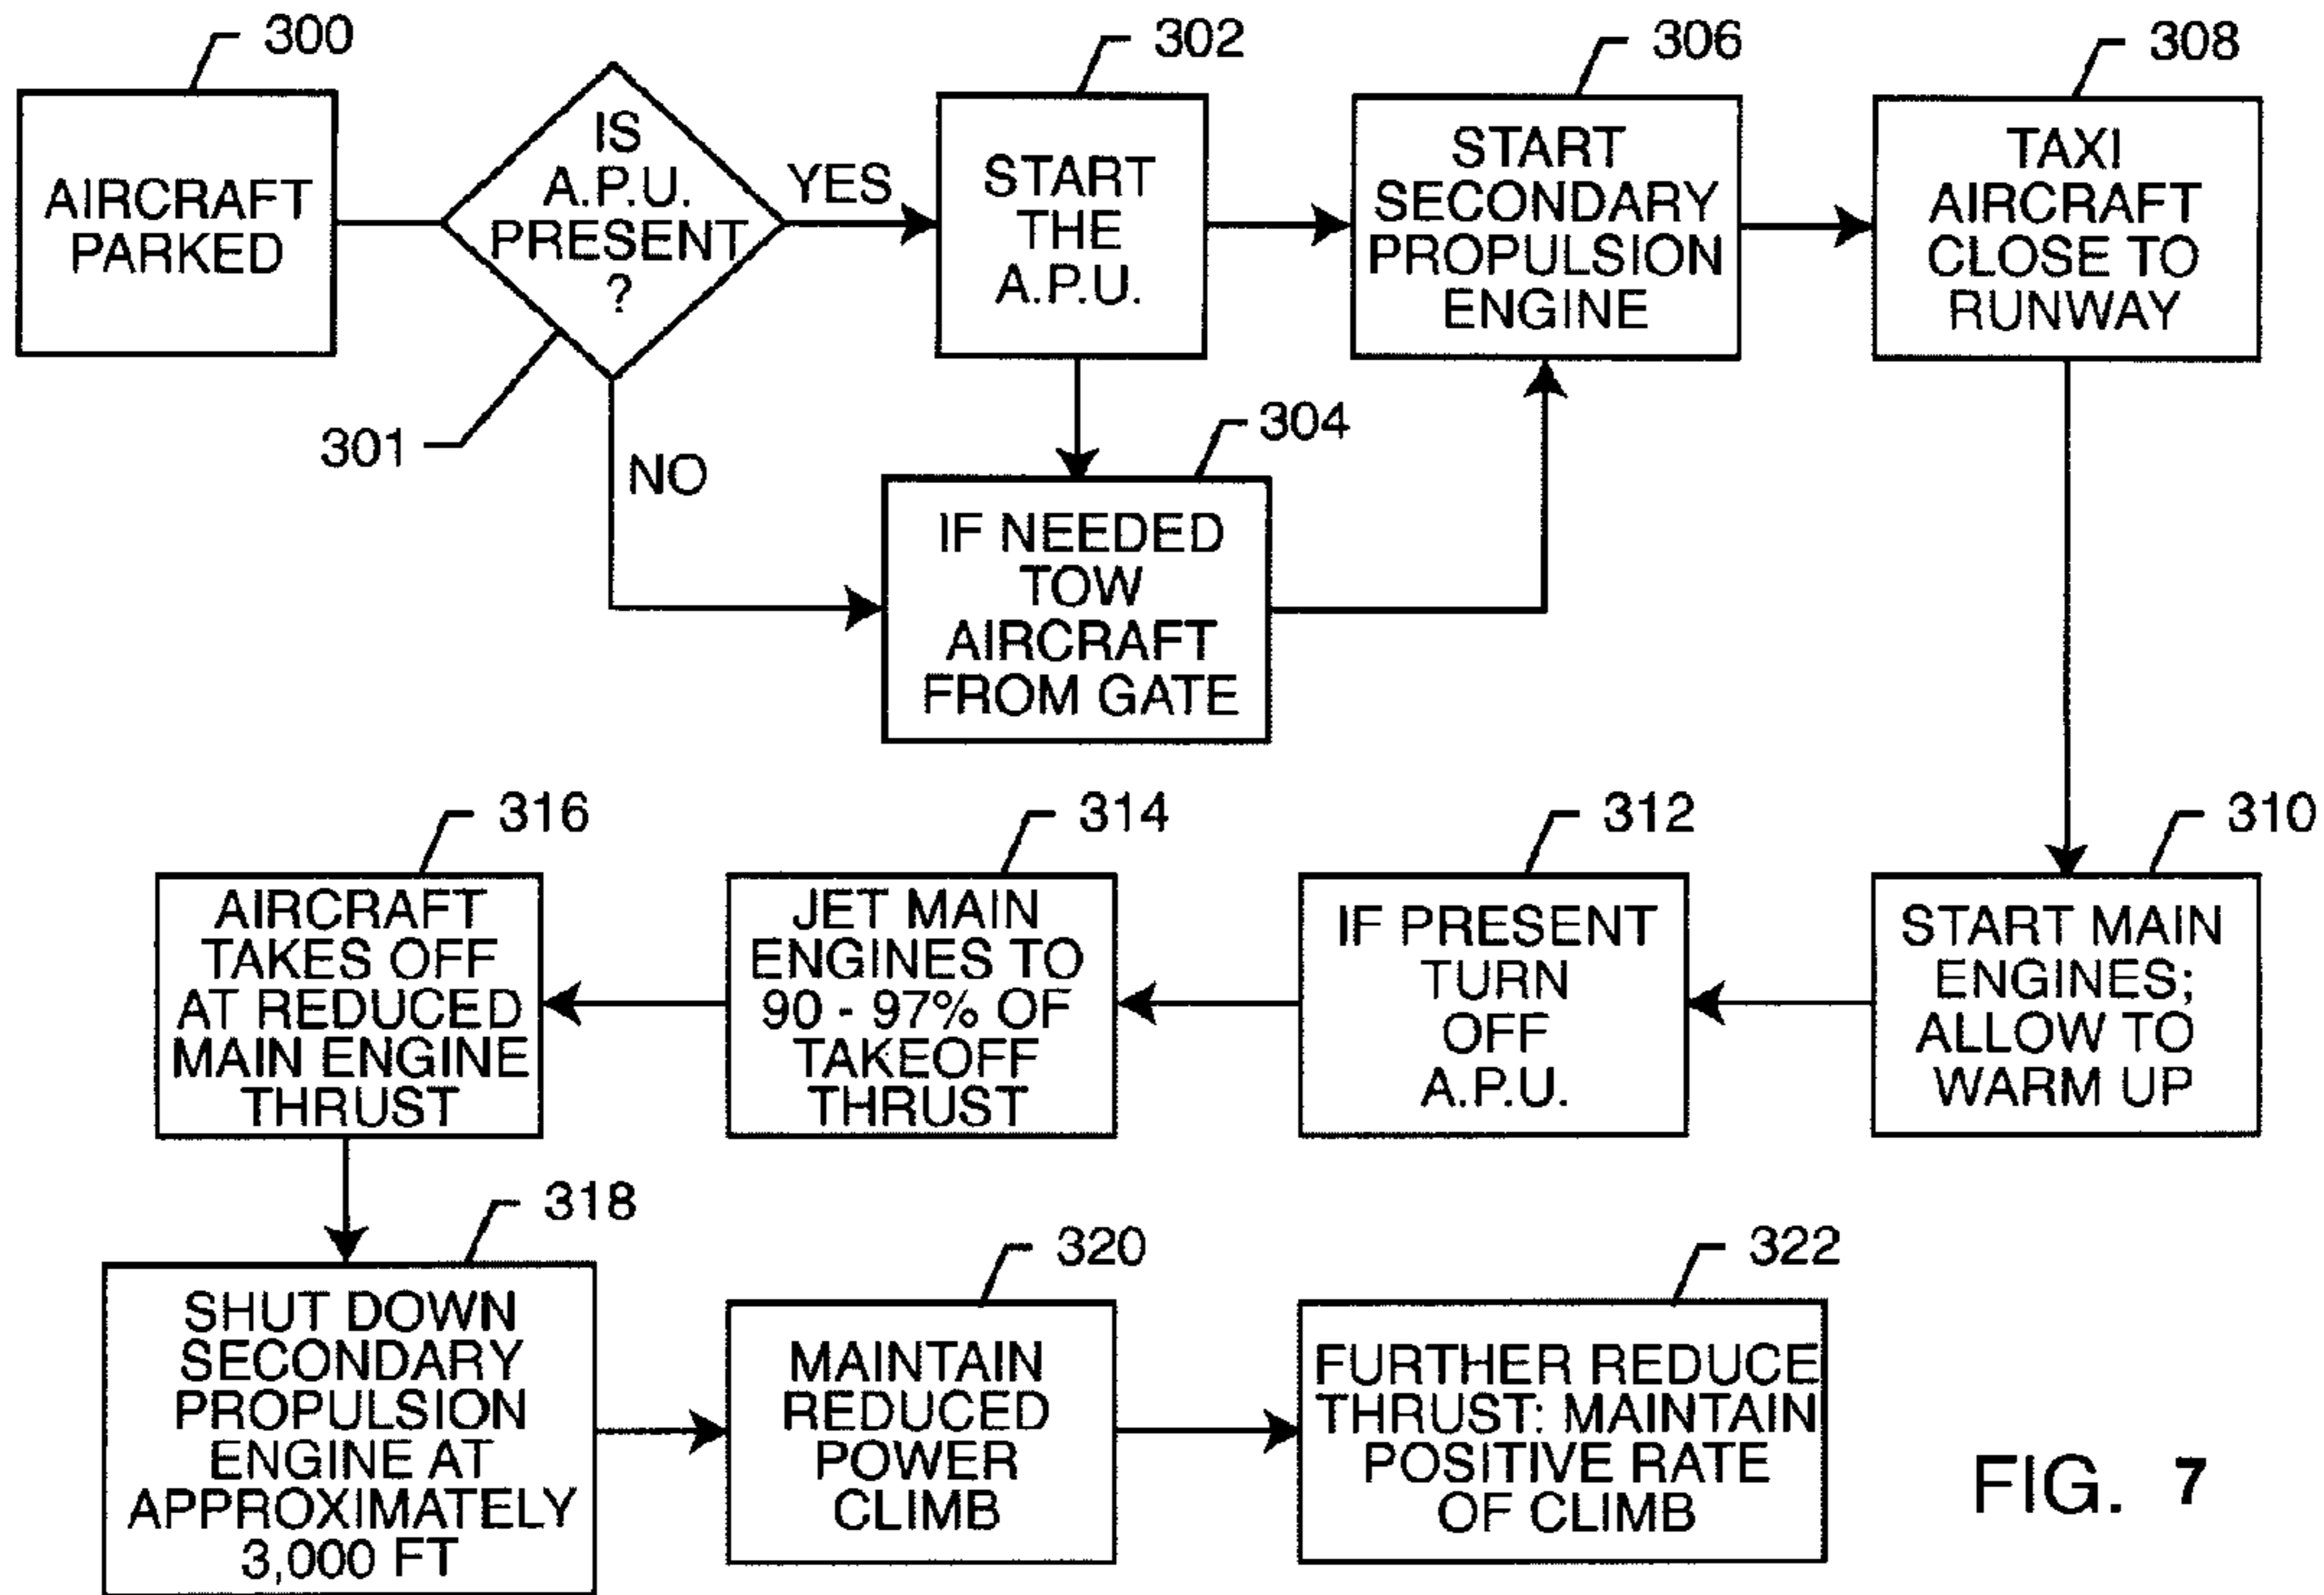 300
AIRCRAFT
PARKED
IS
A.P.U.
PRESENT
?
301
YES
NO
302
START
THE
A.P.U.
304
IF NEEDED
TOW
AIRCRAFT
FROM GATE
306
START
SECONDARY
PROPULSION
ENGINE
308
TAXI
AIRCRAFT
CLOSE TO
RUNWAY
310
START MAIN
ENGINES;
ALLOW TO
WARM UP
312
IF PRESENT
TURN
OFF
A.P.U.
314
JET MAIN
ENGINES TO
90 - 97% OF
TAKEOFF
THRUST
316
AIRCRAFT
TAKES OFF
AT REDUCED
MAIN ENGINE
THRUST
318
SHUT DOWN
SECONDARY
PROPULSION
ENGINE AT
APPROXIMATELY
3,000 FT
320
MAINTAIN
REDUCED
POWER
CLIMB
322
FURTHER REDUCE
THRUST: MAINTAIN
POSITIVE RATE
OF CLIMB
FIG. 7